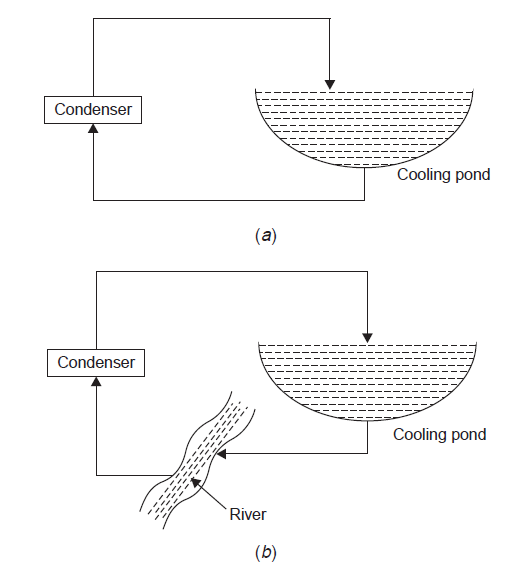 Condenser
Cooling pond
(a)
Condenser
Cooling pond
River
(b)